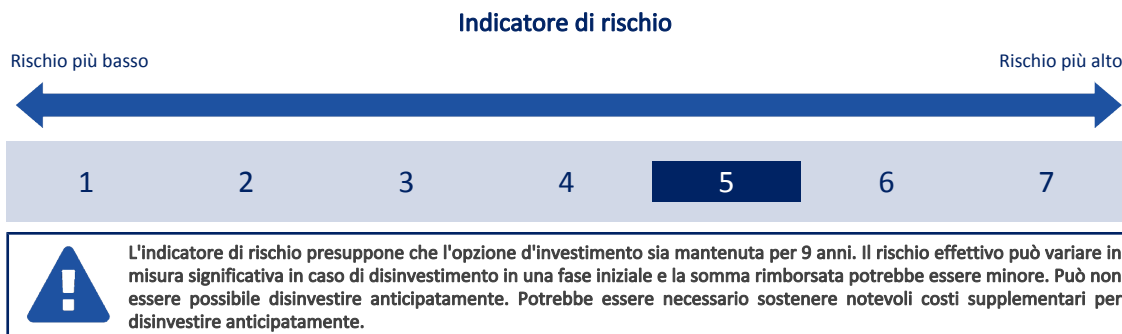 Indicatore di rischio
Rischio più basso
Rischio più alto
1 2 3 4 5 6 7
L'indicatore di rischio presuppone che l'opzione d'investimento sia mantenuta per 9 anni. Il rischio effettivo può variare in
misura significativa in caso di disinvestimento in una fase iniziale e la somma rimborsata potrebbe essere minore. Può non
essere possibile disinvestire anticipatamente. Potrebbe essere necessario sostenere notevoli costi supplementari per
disinvestire anticipatamente.